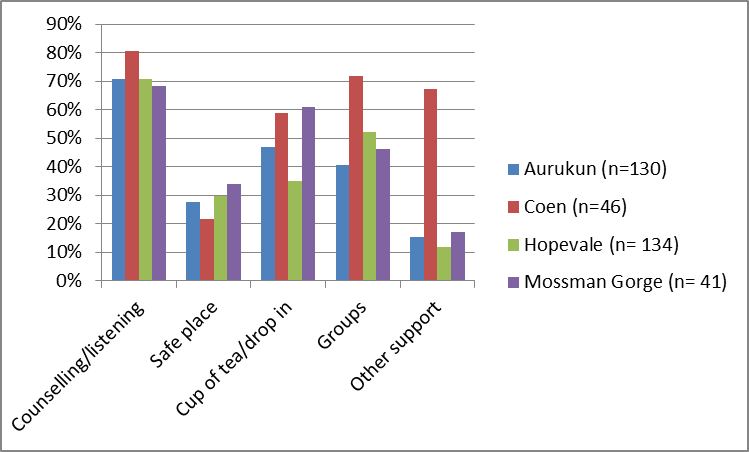 90%
80%
70%
60%
50%
40%
30%
20%
10%
0%
Counselling/listening
Safe place
Cup of tea/drop in
Groups
Other support
Aurukun (n=130)
Coen (n=46)
Hopevale (n= 134)
Mossman Gorge (n= 41)